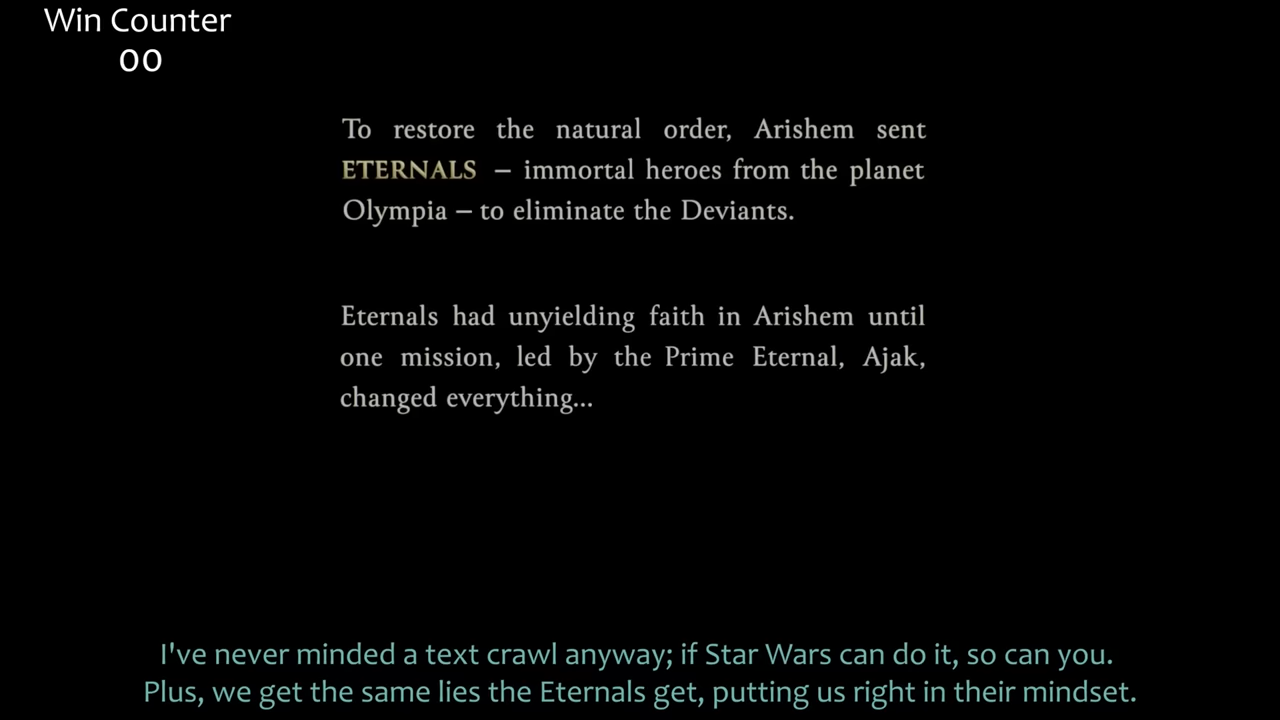 Win Counter
00
To restore the natural order, Arishem sent
ETERNALS – immortal heroes from the planet
Olympia – to eliminate the Deviants.
Eternals had unyielding faith in Arishem until
one mission, led by the Prime Eternal, Ajak,
changed everything...
I've never minded a text crawl anyway; if Star Wars can do it, so can you.
Plus, we get the same lies the Eternals get, putting us right in their mindset.